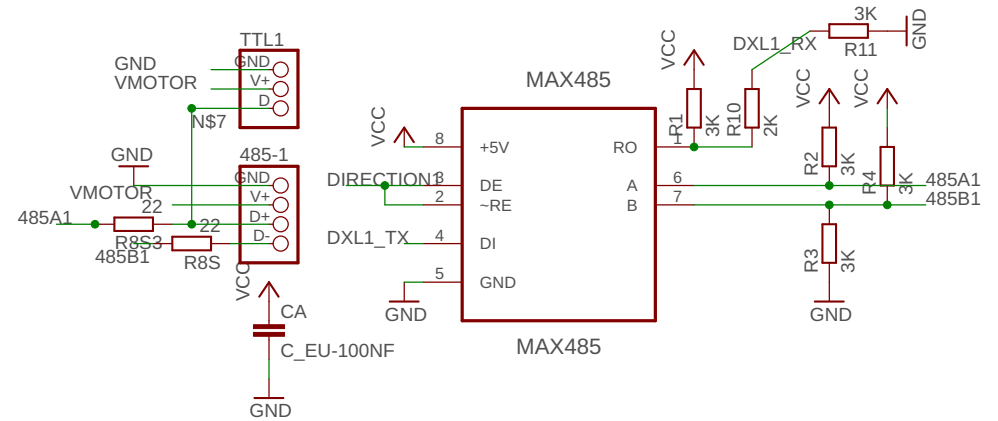 TTL1
GND
VMOTOR
GND
V+
D
N$7
485-1
GND
VMOTOR
GND
V+
D+
D-
485A1
22
R8S3
485B1
22
R8S
VCC
CA
C_EU-100NF
GND
MAX485
VCC
8
+5V
DIRECTION1
3
DE
2
~RE
DXL1_TX
4
DI
5
GND
GND
MAX485
RO
1
A
6
B
7
VCC
R1
3K
DXL1_RX
R10
2K
3K
R11
GND
VCC
R2
3K
VCC
R4
3K
485A1
485B1
R3
3K
GND